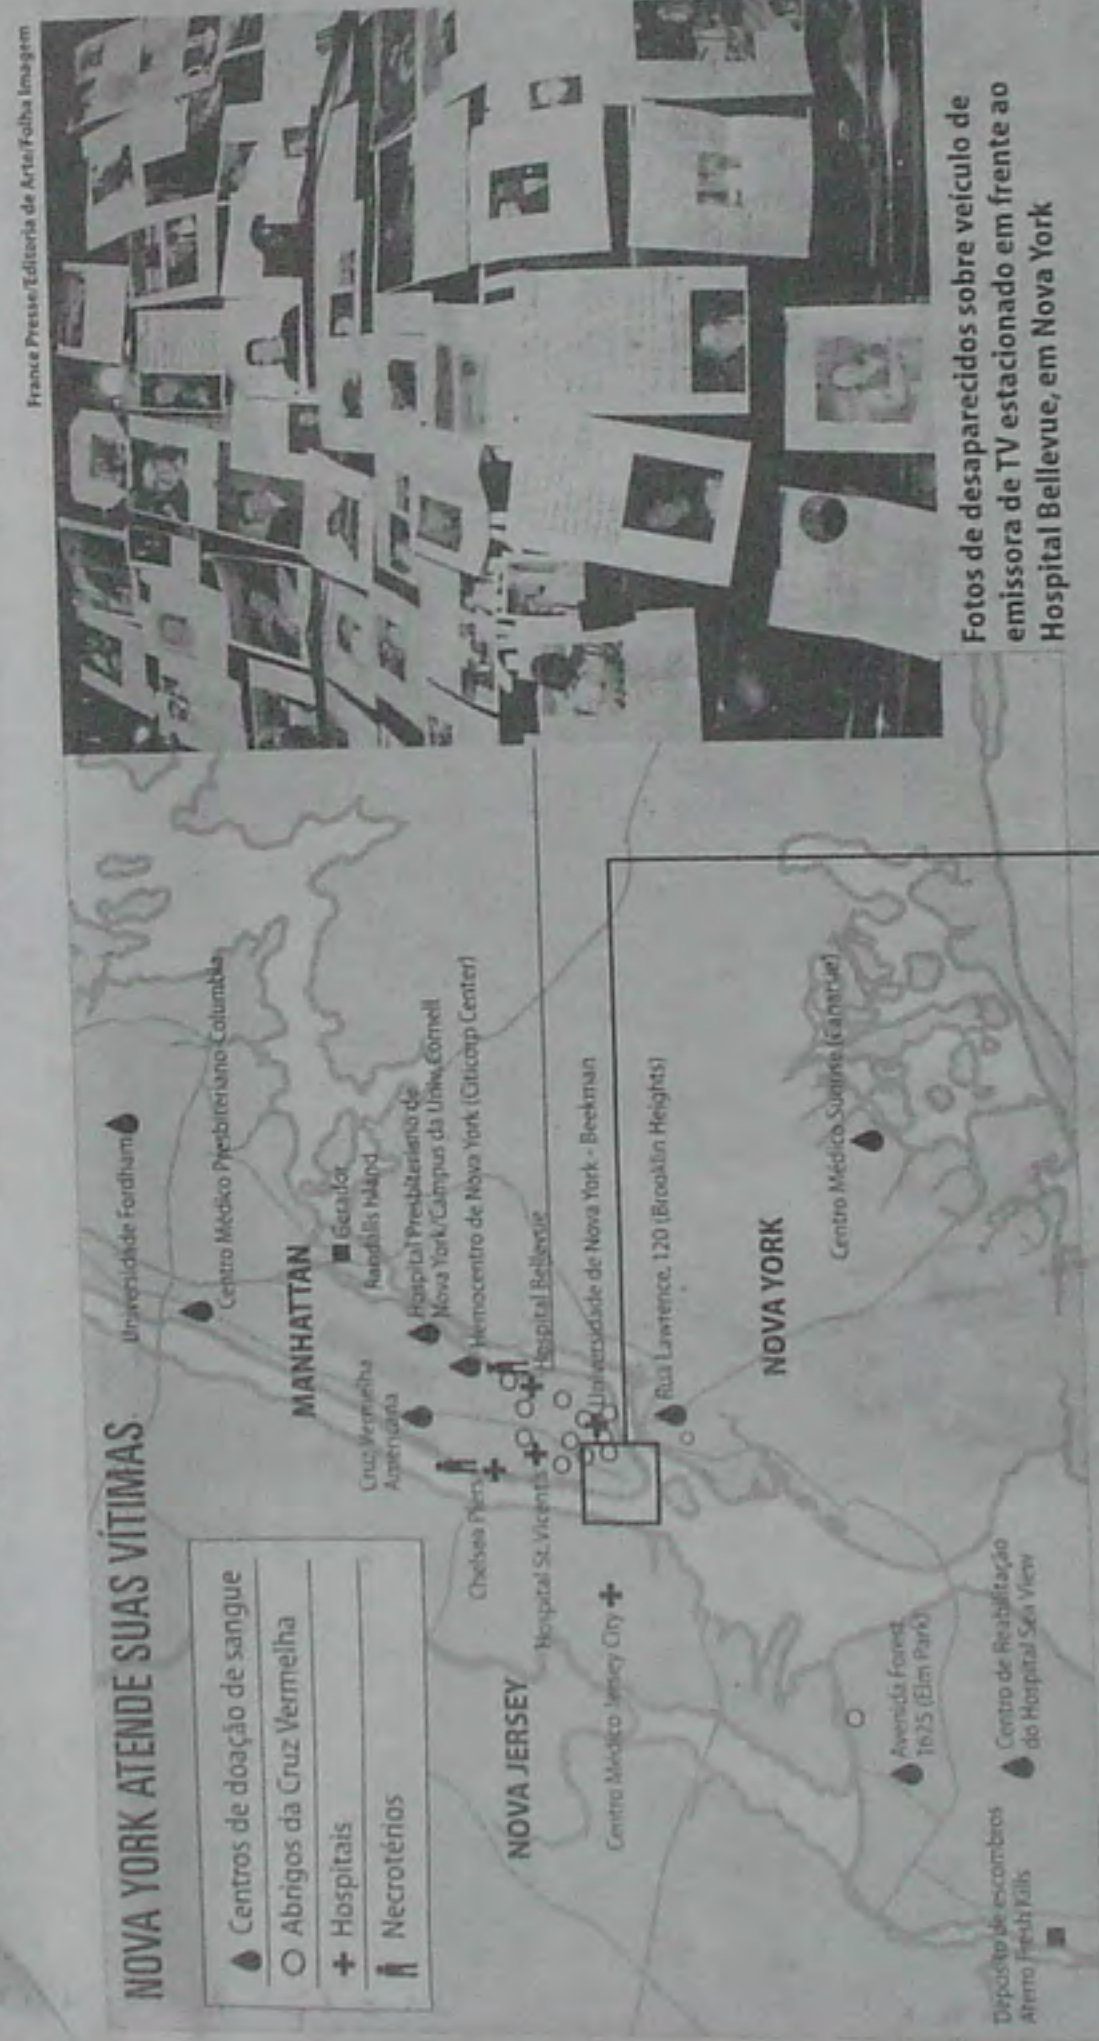 France Presse/Editoria de Arte/Folha Imagem
NOVA YORK ATENDE SUAS VÍTIMAS
Centros de doação de sangue
Abrigos da Cruz Vermelha
Hospitais
Necrotérios
Universidade Fordham
Centro Médico Presbiteriano Columbia
MANHATTAN
Gerador
Randalls Island
Hospital Presbiteriano de
Nova York/Campus da Univ. Cornell
Hemocentro de Nova York (Citicorp Center)
Cruz Vermelha
Americana
Chelsea Piers
Hospital Bellevue
Hospital St. Vicents
Universidade de Nova York - Beekman
Rua Lawrence, 120 (Brooklin Heights)
NOVA JERSEY
Centro Médico Jersey City
NOVA YORK
Centro Médico Sunrise (Canarsie)
Avenida Forest,
1625 (Elm Park)
Centro de Reabilitação
do Hospital Sea View
Depósito de escombros
Aterro Fresh Kills
Fotos de desaparecidos sobre veículo de
emissora de TV estacionado em frente ao
Hospital Bellevue, em Nova York